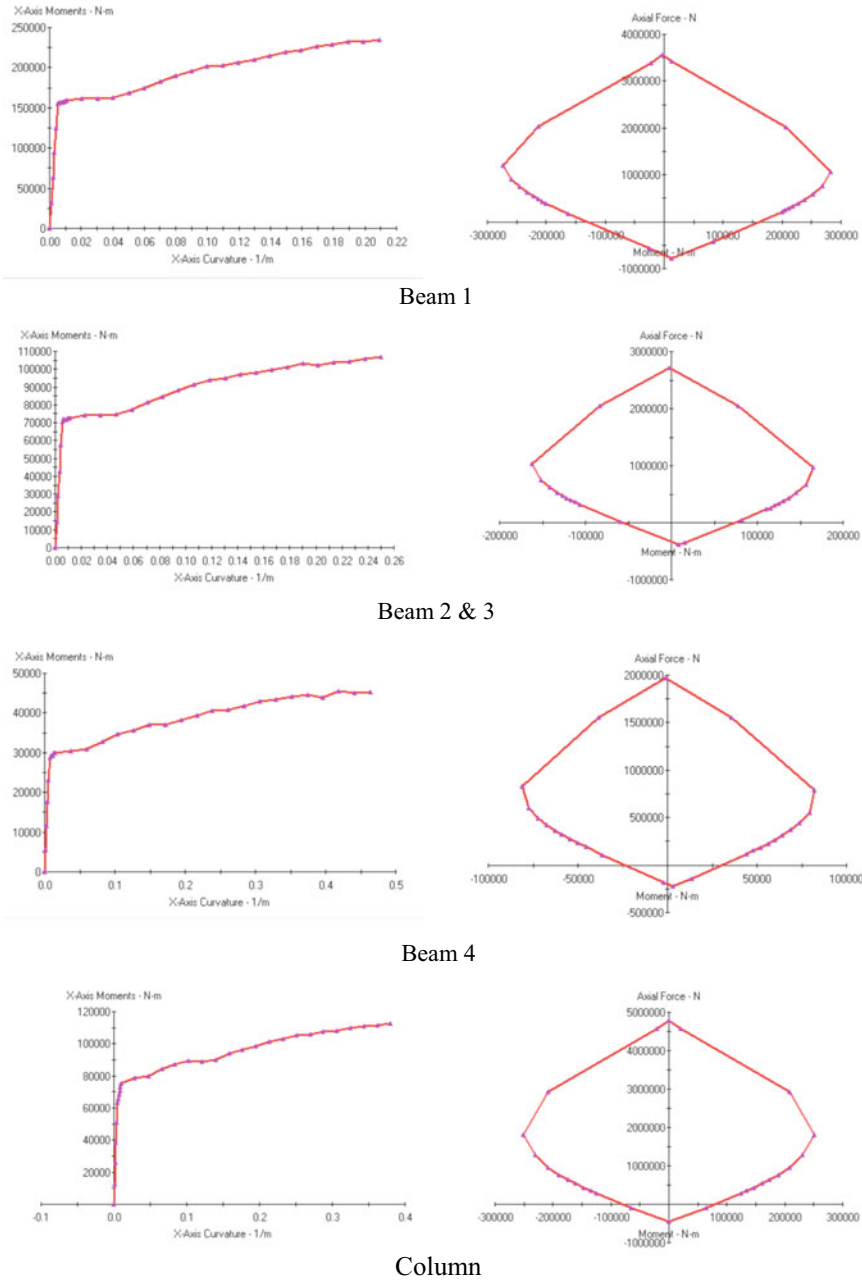 X-Axis Moments - N-m
250000
200000
150000
100000
50000
0
0.00 0.02 0.04 0.06 0.08 0.10 0.12 0.14 0.16 0.18 0.20 0.22
X-Axis Curvature - 1/m
Axial Force - N
4000000
3000000
2000000
1000000
0
-300000 -200000 -100000 0 100000 200000 300000
Moment - N-m
-1000000
Beam 1
X-Axis Moments - N-m
110000
100000
90000
80000
70000
60000
50000
40000
30000
20000
10000
0
0.00 0.02 0.04 0.06 0.08 0.10 0.12 0.14 0.16 0.18 0.20 0.22 0.24 0.26
X-Axis Curvature - 1/m
Axial Force - N
3000000
2000000
1000000
0
-200000 -100000 0 100000 200000
Moment - N-m
-1000000
Beam 2 & 3
X-Axis Moments - N-m
50000
40000
30000
20000
10000
0
0.0 0.1 0.2 0.3 0.4 0.5
X-Axis Curvature - 1/m
Axial Force - N
2000000
1500000
1000000
500000
0
-100000 -50000 0 50000 100000
Moment - N-m
-500000
Beam 4
X-Axis Moments - N-m
120000
100000
80000
60000
40000
20000
-0.1 0.0 0.1 0.2 0.3 0.4
X-Axis Curvature - 1/m
Axial Force - N
5000000
4000000
3000000
2000000
1000000
0
-300000 -200000 -100000 0 100000 200000 300000
Moment - N-m
-1000000
Column